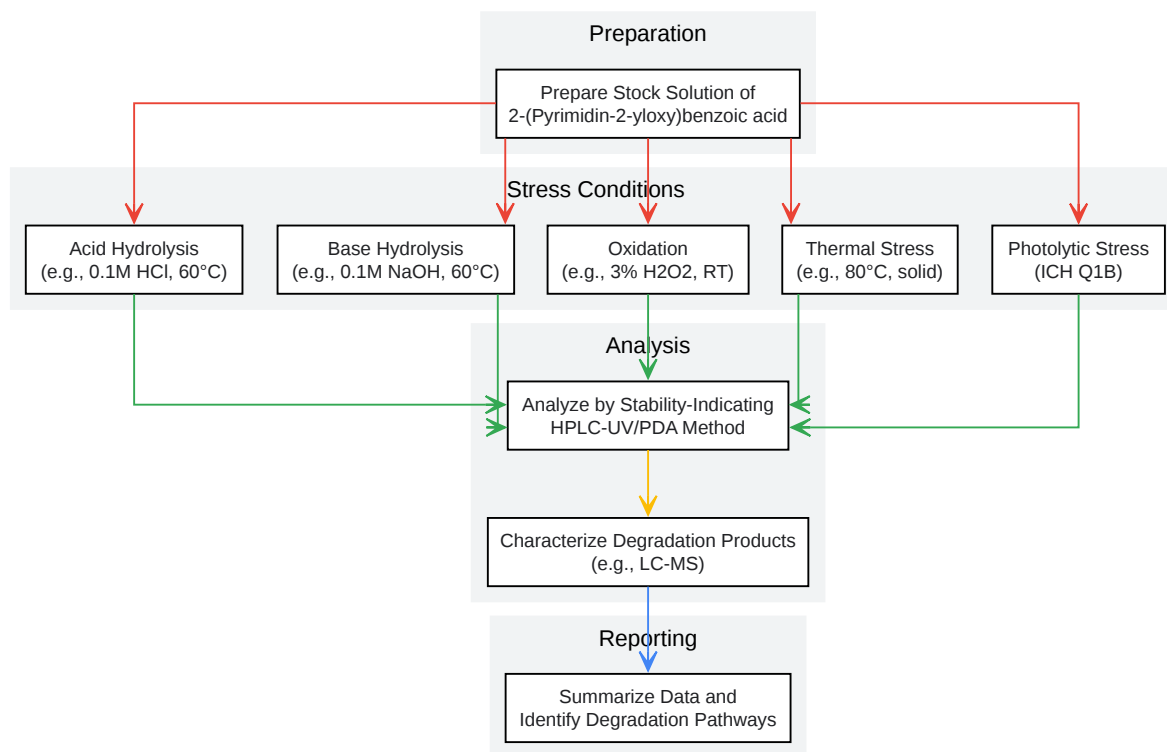 Preparation
Prepare Stock Solution of
2-(Pyrimidin-2-yloxy)benzoic acid
Stress Conditions
Acid Hydrolysis
(e.g., 0.1M HCl, 60°C)
Base Hydrolysis
(e.g., 0.1M NaOH, 60°C)
Oxidation
(e.g., 3% H2O2, RT)
Thermal Stress
(e.g., 80°C, solid)
Photolytic Stress
(ICH Q1B)
Analysis
Analyze by Stability-Indicating
HPLC-UV/PDA Method
Characterize Degradation Products
(e.g., LC-MS)
Reporting
Summarize Data and
Identify Degradation Pathways